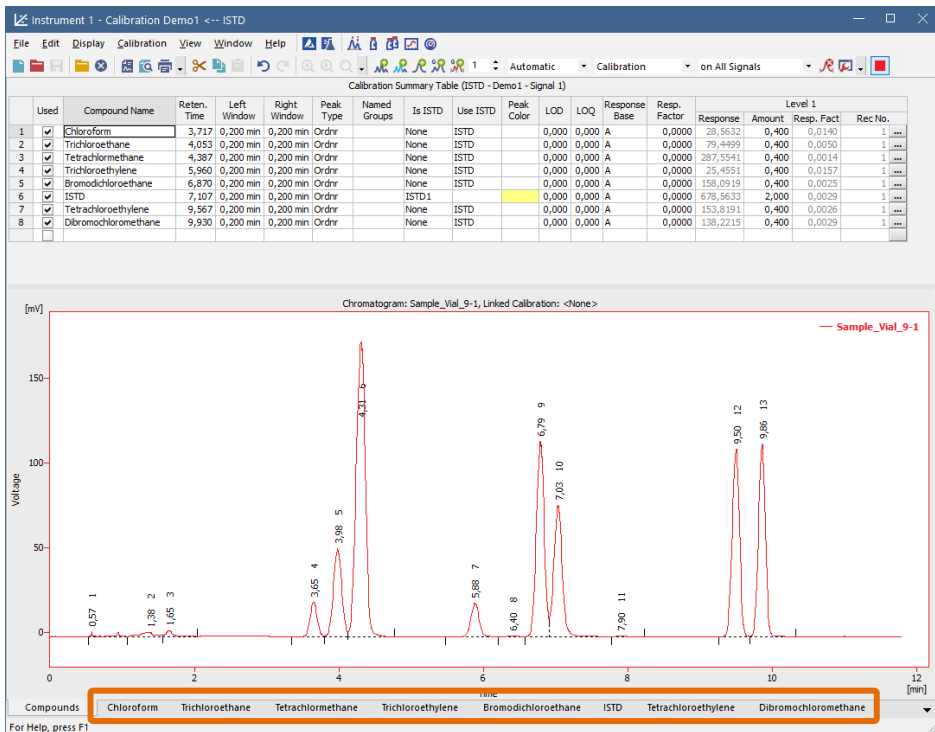 Instrument 1 - Calibration Demo1 <-- ISTD
File Edit Display Calibration View Window Help
1 Automatic Calibration on All Signals
Calibration Summary Table (ISTD - Demo1 - Signal 1)
Used Compound Name Reten. Time Left Window Right Window Peak Type Named Groups Is ISTD Use ISTD Peak Color LOD LOQ Response Base Resp. Factor Level 1
Response Amount Resp. Fact Rec No.
1 Chloroform 3,717 0,200 min 0,200 min Ordnr None ISTD 0,000 0,000 A 0,0000 28,5632 0,400 0,0140 1 ...
2 Trichloroethane 4,053 0,200 min 0,200 min Ordnr None ISTD 0,000 0,000 A 0,0000 79,4499 0,400 0,0050 1 ...
3 Tetrachlormethane 4,387 0,200 min 0,200 min Ordnr None ISTD 0,000 0,000 A 0,0000 287,5541 0,400 0,0014 1 ...
4 Trichloroethylene 5,960 0,200 min 0,200 min Ordnr None ISTD 0,000 0,000 A 0,0000 25,4551 0,400 0,0157 1 ...
5 Bromodichloroethane 6,870 0,200 min 0,200 min Ordnr None ISTD 0,000 0,000 A 0,0000 158,0919 0,400 0,0025 1 ...
6 ISTD 7,107 0,200 min 0,200 min Ordnr ISTD1 0,000 0,000 A 0,0000 678,5633 2,000 0,0029 1 ...
7 Tetrachloroethylene 9,567 0,200 min 0,200 min Ordnr None ISTD 0,000 0,000 A 0,0000 153,8191 0,400 0,0026 1 ...
8 Dibromochloromethane 9,930 0,200 min 0,200 min Ordnr None ISTD 0,000 0,000 A 0,0000 138,2215 0,400 0,0029 1 ...
Chromatogram: Sample_Vial_9-1, Linked Calibration: <None>
[mV]
Sample_Vial_9-1
150
100
50
0
Voltage
0,57 1
1,38 2
1,65 3
3,65 4
3,98 5
4,31 6
5,88 7
6,40 8
6,79 9
7,03 10
7,90 11
9,50 12
9,86 13
0 2 4 6 8 10 12
Time
[min]
Compounds Chloroform Trichloroethane Tetrachlormethane Trichloroethylene Bromodichloroethane ISTD Tetrachloroethylene Dibromochloromethane
For Help, press F1